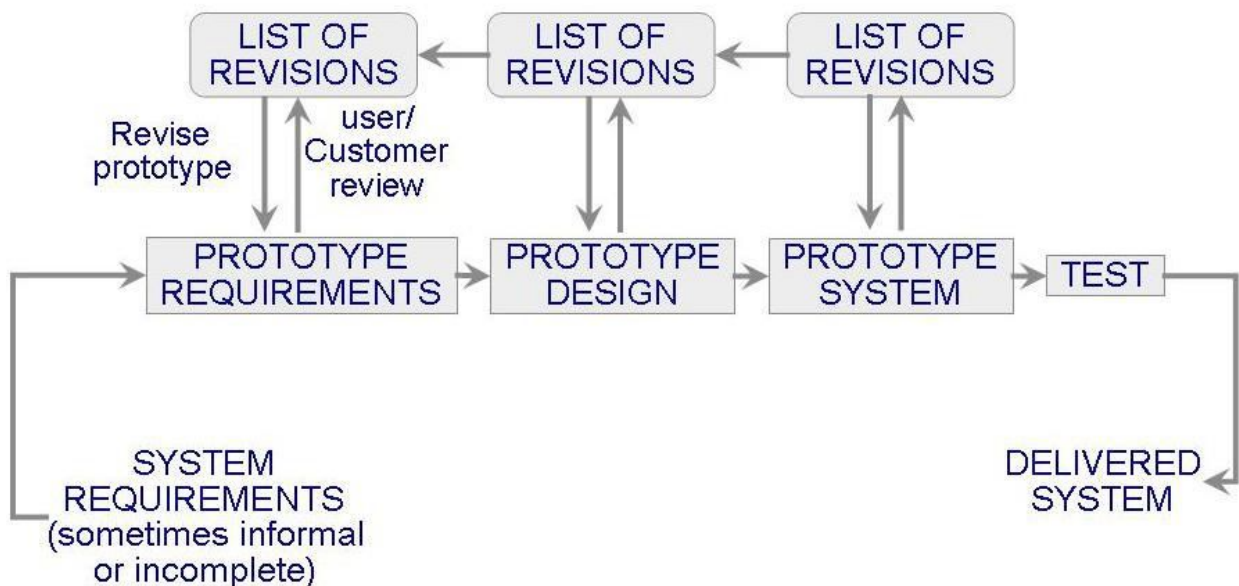 LIST OF
REVISIONS
LIST OF
REVISIONS
LIST OF
REVISIONS
Revise
prototype
user/
Customer
review
PROTOTYPE
REQUIREMENTS
PROTOTYPE
DESIGN
PROTOTYPE
SYSTEM
TEST
SYSTEM
REQUIREMENTS
(sometimes informal
or incomplete)
DELIVERED
SYSTEM